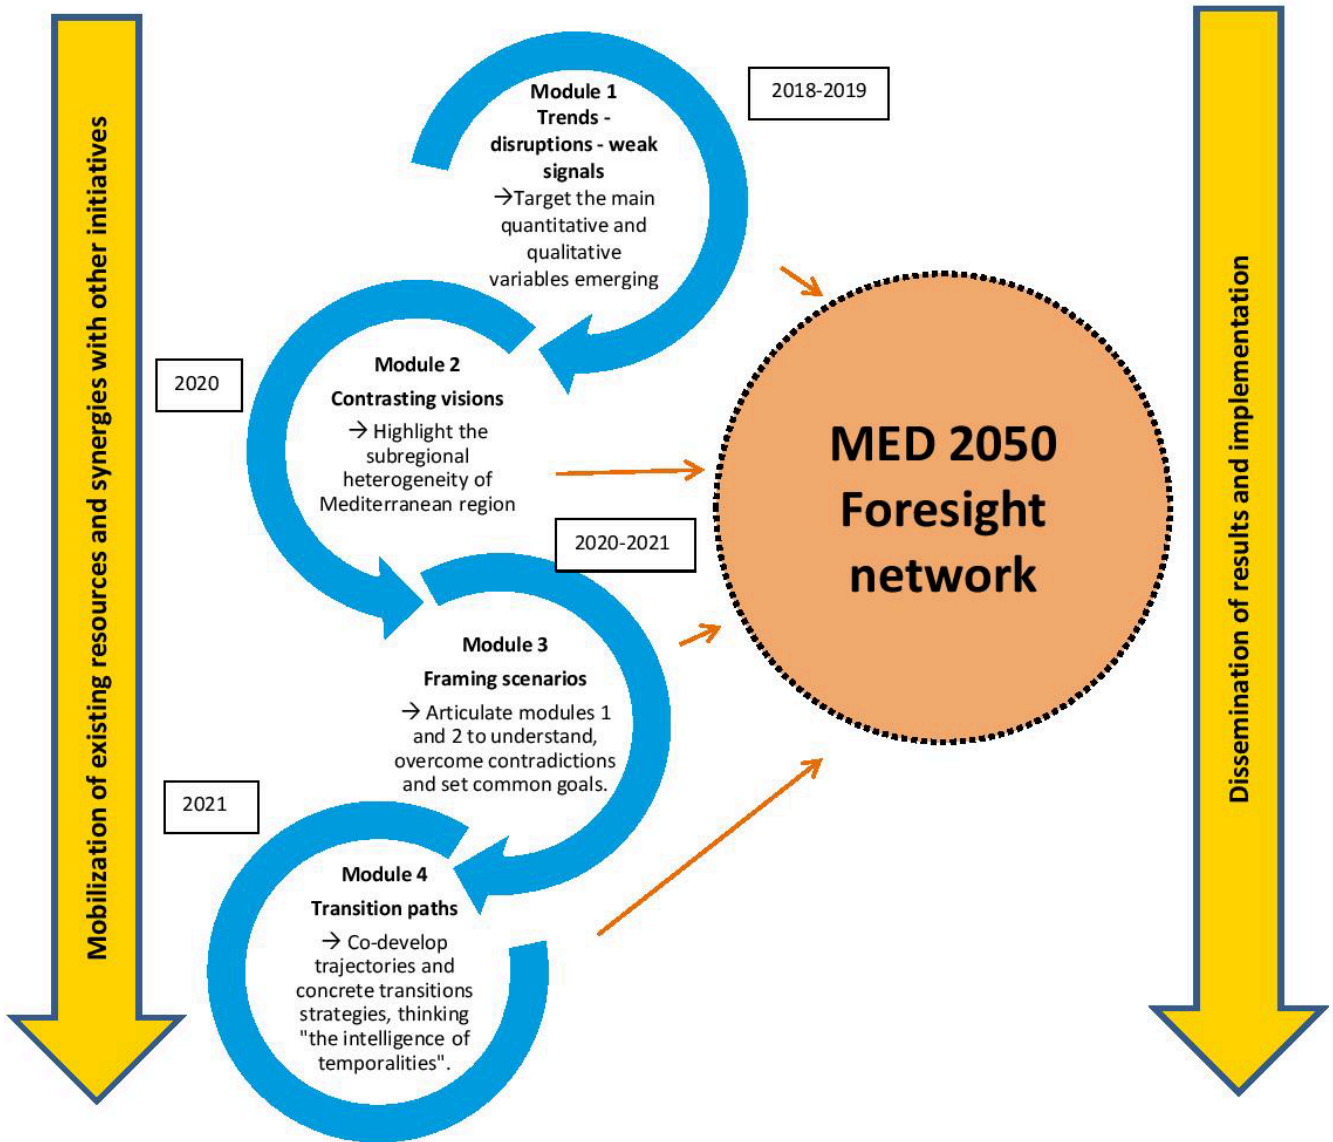 Mobilization of existing resources and synergies with other initiatives
Module 1
Trends -
disruptions - weak
signals
→Target the main
quantitative and
qualitative
variables emerging
2018-2019
Module 2
Contrasting visions
→ Highlight the
subregional
heterogeneity of
Mediterranean region
2020
Module 3
Framing scenarios
→ Articulate modules 1
and 2 to understand,
overcome contradictions
and set common goals.
2020-2021
Module 4
Transition paths
→ Co-develop
trajectories and
concrete transitions
strategies, thinking
"the intelligence of
temporalities".
2021
MED 2050
Foresight
network
Dissemination of results and implementation